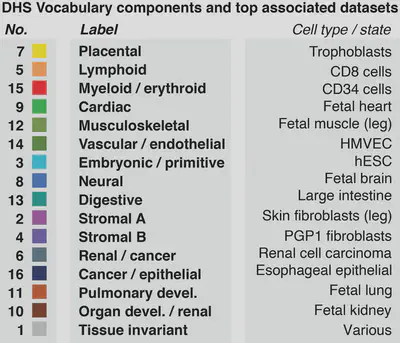 DHS Vocabulary components and top associated datasets
No. Label Cell type / state
7 Placental Trophoblasts
5 Lymphoid CD8 cells
15 Myeloid / erythroid CD34 cells
9 Cardiac Fetal heart
12 Musculoskeletal Fetal muscle (leg)
14 Vascular / endothelial HMVEC
3 Embryonic / primitive hESC
8 Neural Fetal brain
13 Digestive Large intestine
2 Stromal A Skin fibroblasts (leg)
4 Stromal B PGP1 fibroblasts
6 Renal / cancer Renal cell carcinoma
16 Cancer / epithelial Esophageal epithelial
11 Pulmonary devel. Fetal lung
10 Organ devel. / renal Fetal kidney
1 Tissue invariant Various